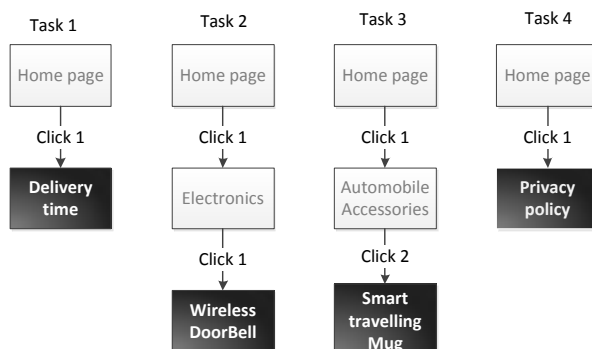 Task 1
Task 2
Task 3
Task 4
Home page
Home page
Home page
Home page
Click 1
Click 1
Click 1
Click 1
Delivery
time
Electronics
Automobile
Accessories
Privacy
policy
Click 1
Click 2
Wireless
DoorBell
Smart
travelling
Mug